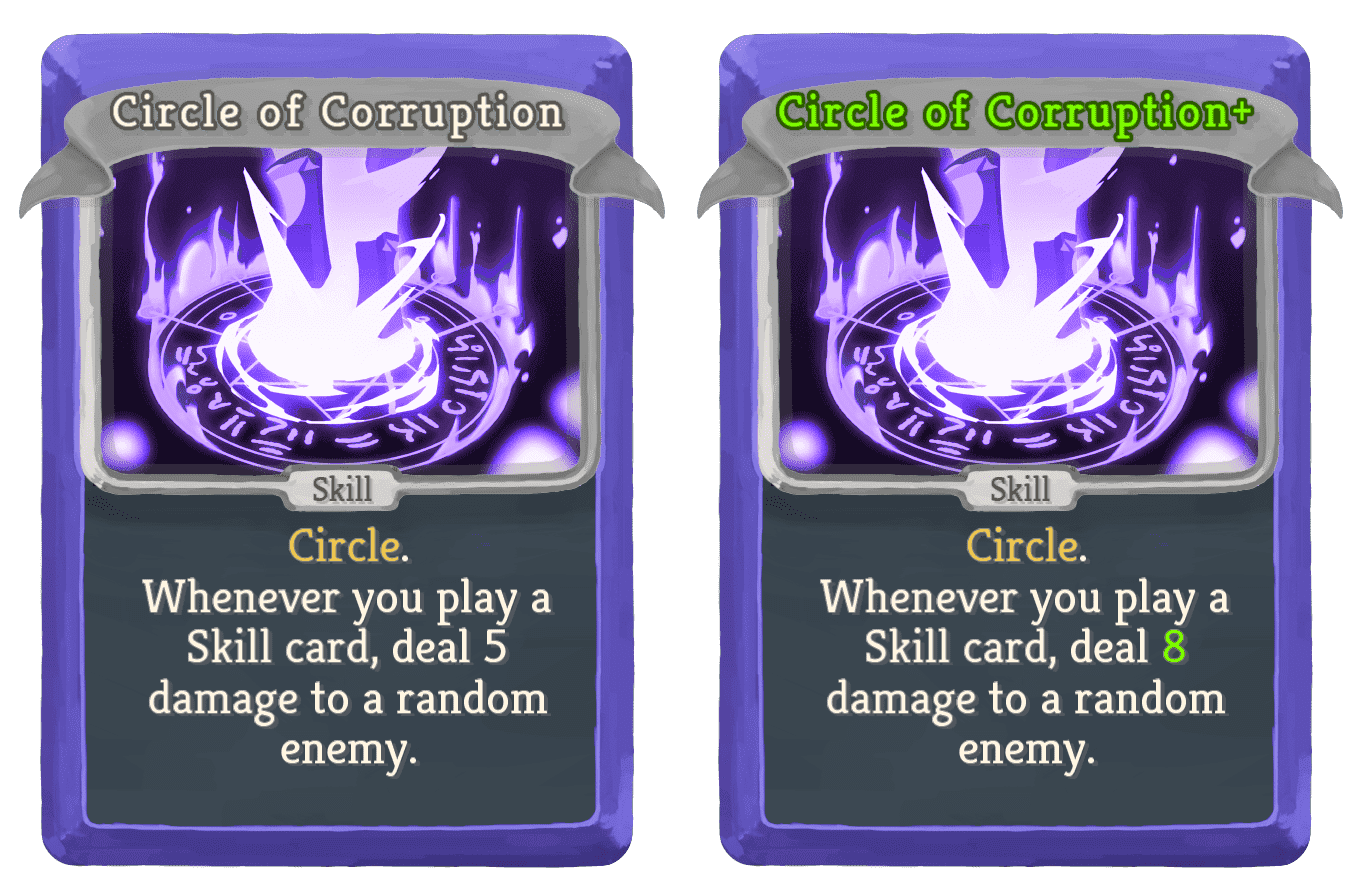 Circle of Corruption
Skill
Circle.
Whenever you play a
Skill card, deal 5
damage to a random
enemy.
Circle of Corruption+
Skill
Circle.
Whenever you play a
Skill card, deal 8
damage to a random
enemy.